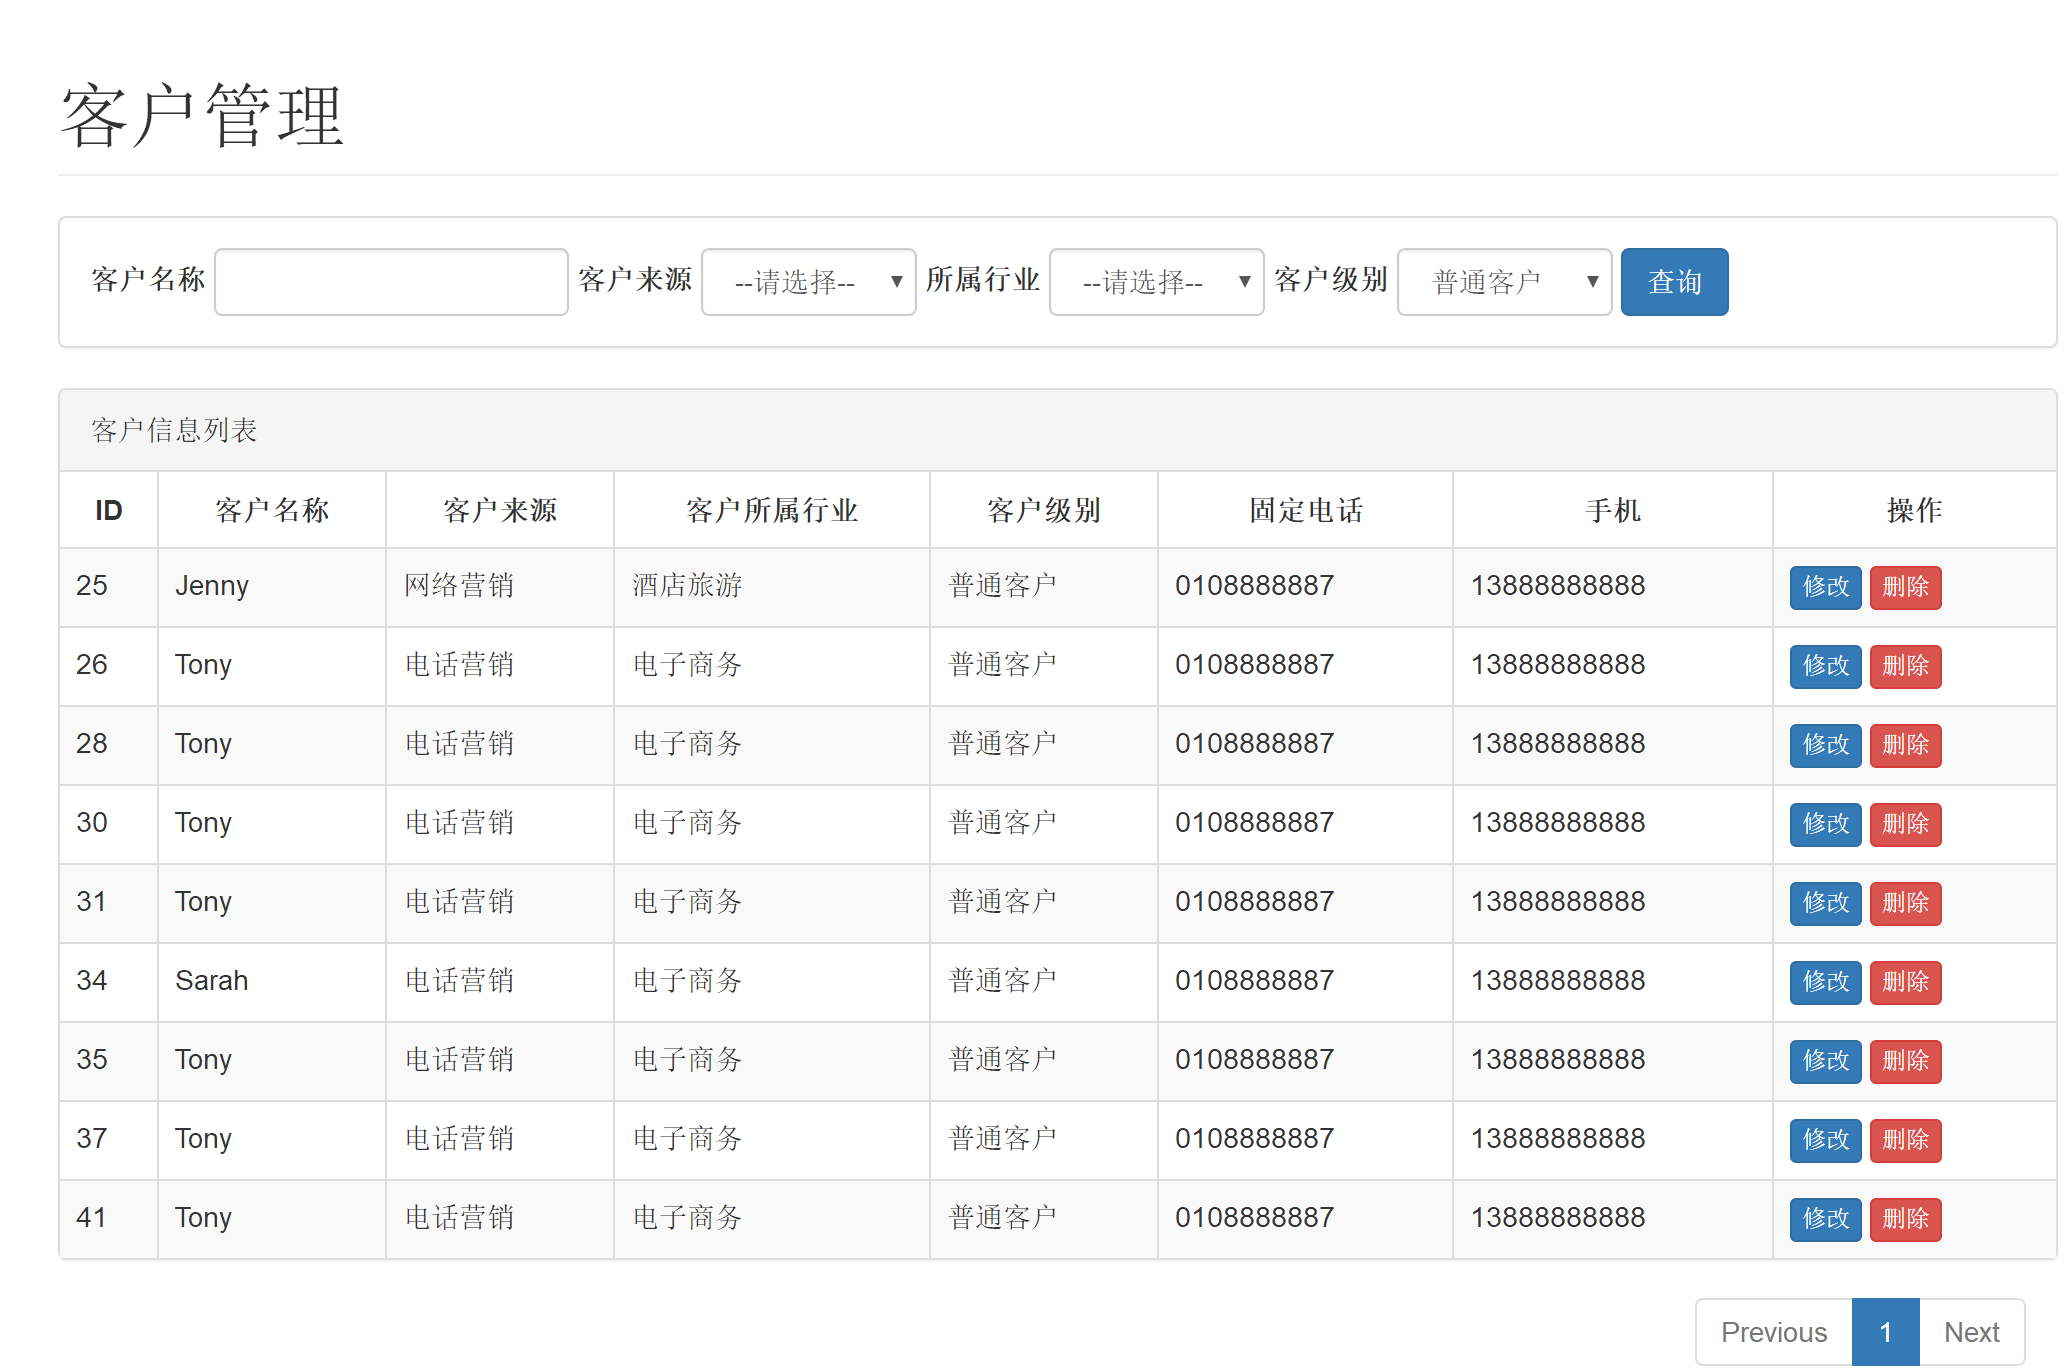 客户管理
客户名称 客户来源 --请选择-- 所属行业 --请选择-- 客户级别 普通客户 查询
客户信息列表
ID 客户名称 客户来源 客户所属行业 客户级别 固定电话 手机 操作
25 Jenny 网络营销 酒店旅游 普通客户 0108888887 13888888888 修改 删除
26 Tony 电话营销 电子商务 普通客户 0108888887 13888888888 修改 删除
28 Tony 电话营销 电子商务 普通客户 0108888887 13888888888 修改 删除
30 Tony 电话营销 电子商务 普通客户 0108888887 13888888888 修改 删除
31 Tony 电话营销 电子商务 普通客户 0108888887 13888888888 修改 删除
34 Sarah 电话营销 电子商务 普通客户 0108888887 13888888888 修改 删除
35 Tony 电话营销 电子商务 普通客户 0108888887 13888888888 修改 删除
37 Tony 电话营销 电子商务 普通客户 0108888887 13888888888 修改 删除
41 Tony 电话营销 电子商务 普通客户 0108888887 13888888888 修改 删除
Previous 1 Next